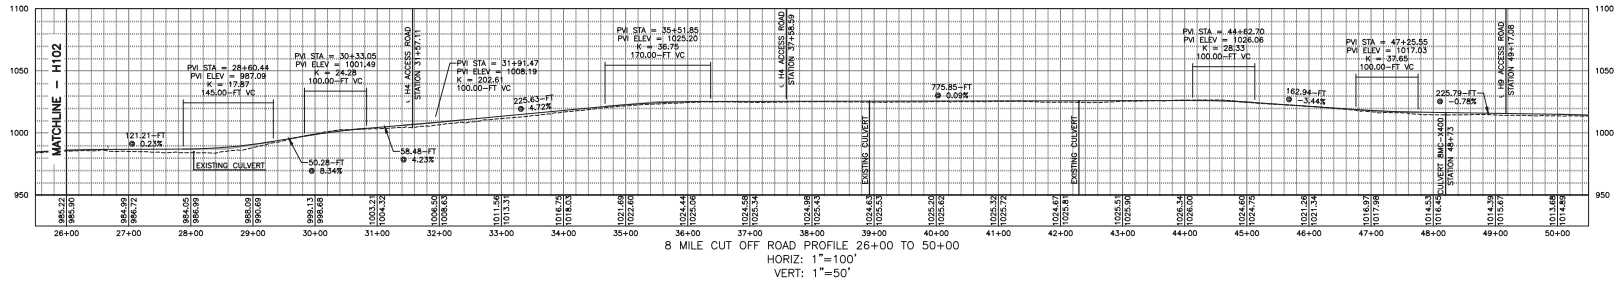 1100
1050
1000
950
MATCHLINE - H102
PVI STA = 28+60.44
PVI ELEV = 987.09
K = 17.87
145.00-FT VC
PVI STA = 30+33.05
PVI ELEV = 1001.49
K = 24.28
100.00-FT VC
℄ H4 ACCESS ROAD
STATION 31+57.11
PVI STA = 31+91.47
PVI ELEV = 1008.19
K = 202.61
100.00-FT VC
PVI STA = 35+51.85
PVI ELEV = 1025.20
K = 36.75
170.00-FT VC
℄ H4 ACCESS ROAD
STATION 37+58.59
PVI STA = 44+62.70
PVI ELEV = 1026.06
K = 28.33
100.00-FT VC
PVI STA = 47+25.55
PVI ELEV = 1017.03
K = 37.65
100.00-FT VC
℄ H9 ACCESS ROAD
STATION 49+17.08
1100
1050
1000
950
121.21-FT
@ 0.23%
EXISTING CULVERT
50.28-FT
@ 8.34%
58.48-FT
@ 4.23%
225.63-FT
@ 4.72%
775.85-FT
@ 0.09%
EXISTING CULVERT
EXISTING CULVERT
162.94-FT
@ -3.44%
225.79-FT
@ -0.78%
CULVERT 8MC-X400
STATION 48+73
985.22
985.90
984.99
986.72
984.05
986.99
988.09
990.69
999.13
998.68
1003.21
1004.32
1006.50
1008.63
1011.56
1013.31
1016.75
1018.03
1021.69
1022.60
1024.44
1025.06
1024.58
1025.34
1024.98
1025.43
1024.63
1025.53
1025.20
1025.62
1025.32
1025.72
1024.67
1025.81
1025.51
1025.90
1026.34
1026.00
1024.60
1024.75
1021.26
1021.34
1016.97
1017.98
1014.53
1016.45
1014.39
1015.67
1013.68
1014.89
26+00 27+00 28+00 29+00 30+00 31+00 32+00 33+00 34+00 35+00 36+00 37+00 38+00 39+00 40+00 41+00 42+00 43+00 44+00 45+00 46+00 47+00 48+00 49+00 50+00
8 MILE CUT OFF ROAD PROFILE 26+00 TO 50+00
HORIZ: 1"=100'
VERT: 1"=50'